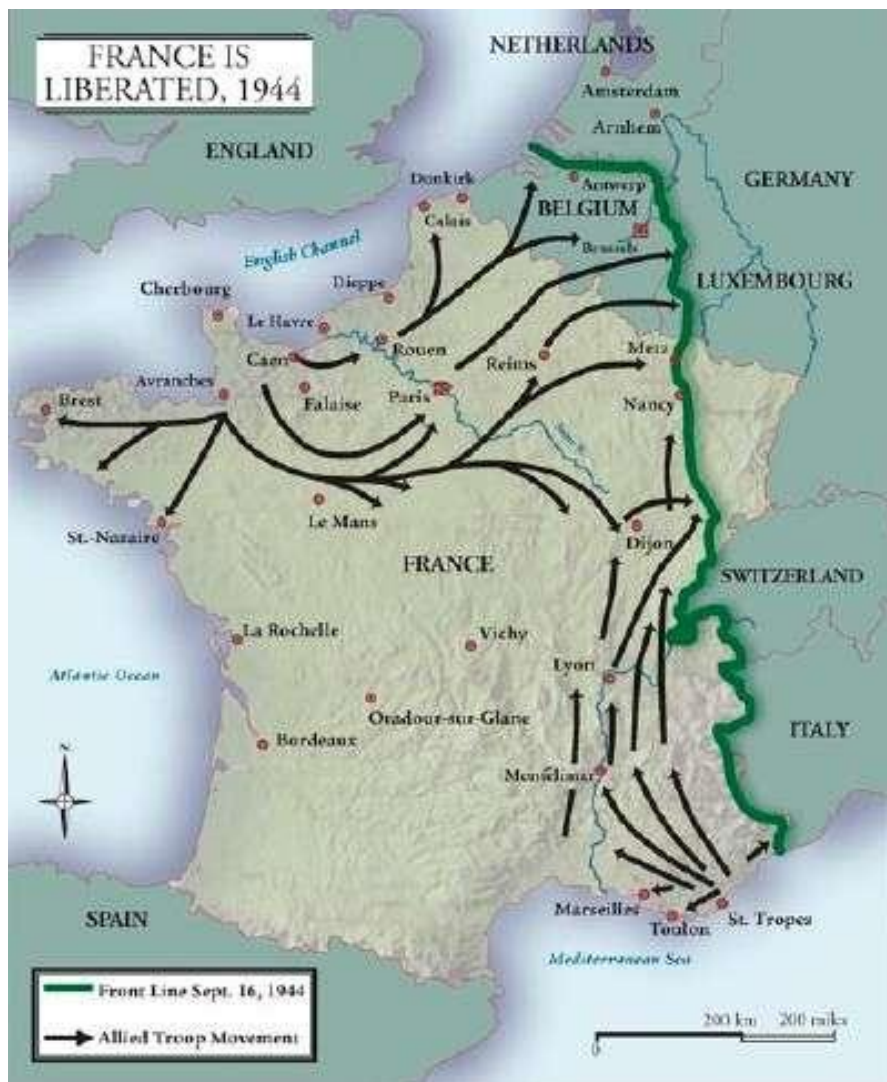 FRANCE IS
LIBERATED, 1944
NETHERLANDS
Amsterdam
Arnhem
ENGLAND
GERMANY
Dunkirk
Calais
Antwerp
BELGIUM
Brussels
English Channel
Dieppe
LUXEMBOURG
Cherbourg
Le Havre
Rouen
Caen
Reims
Metz
Avranches
Falaise
Paris
Nancy
Brest
Le Mans
St.-Nazaire
FRANCE
Dijon
SWITZERLAND
La Rochelle
Vichy
Lyon
Atlantic Ocean
Oradour-sur-Glane
ITALY
Bordeaux
N
Montelimar
SPAIN
Marseilles
Toulon
St. Tropes
Mediterranean Sea
Front Line Sept. 16, 1944
Allied Troop Movement
200 km 200 miles
0